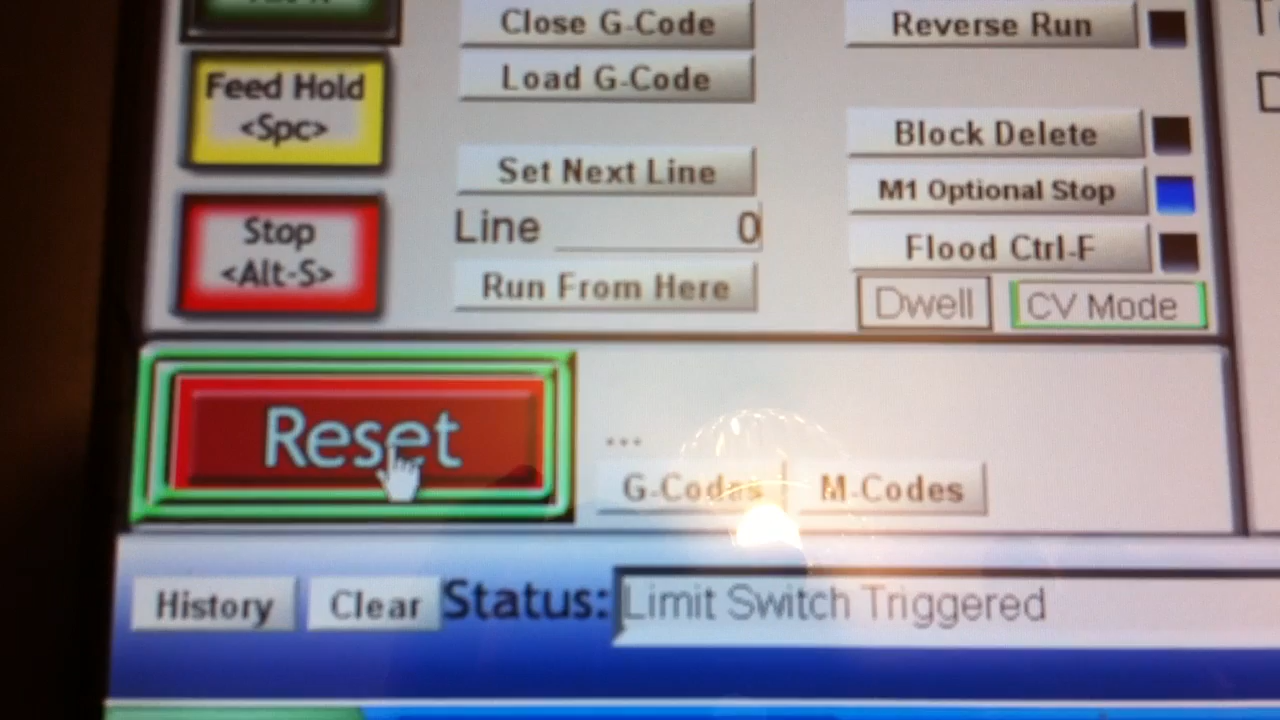 Close G-Code
Reverse Run
Feed Hold
<Spc>
Load G-Code
Block Delete
Set Next Line
M1 Optional Stop
Stop
<Alt-S>
Line 0
Flood Ctrl-F
Run From Here
Dwell
CV Mode
Reset
...
G-Codes
M-Codes
History
Clear
Status:
Limit Switch Triggered